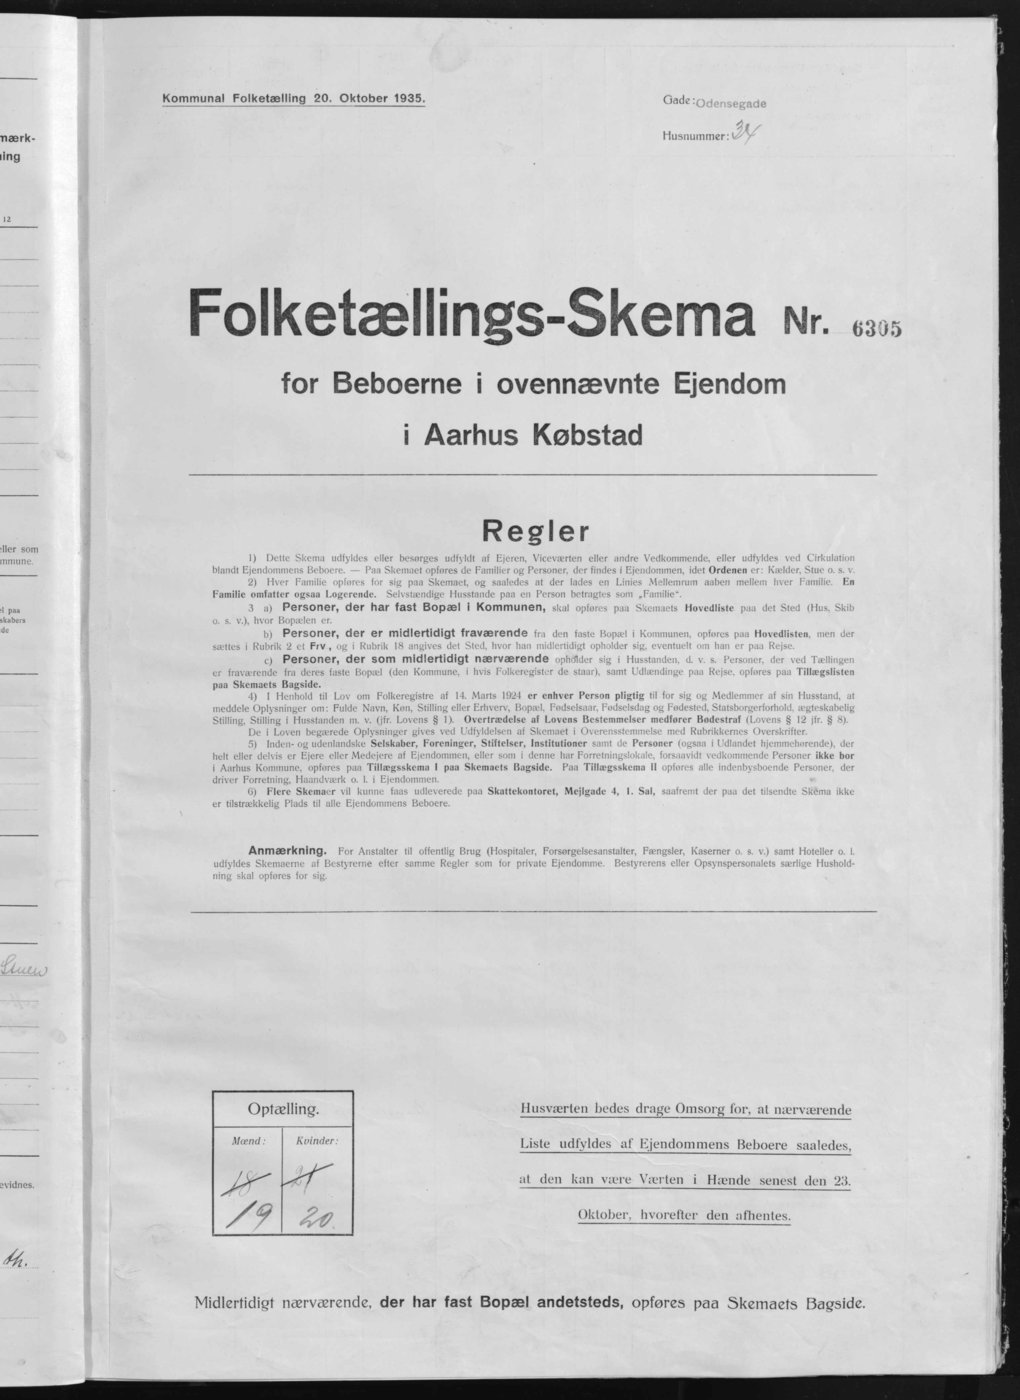 mærk-
ning
12
eller som
mmune.
el paa
skabers
de
Stuen
evidnes.
th.
Kommunal Folketælling 20. Oktober 1935.
Gade: Odensegade
Husnummer: 34
Folketællings-Skema Nr. 6305
for Beboerne i ovennævnte Ejendom
i Aarhus Købstad
Regler
1) Dette Skema udfyldes eller besørges udfyldt af Ejeren, Viceværten eller andre Vedkommende, eller udfyldes ved Cirkulation
blandt Ejendommens Beboere. — Paa Skemaet opføres de Familier og Personer, der findes i Ejendommen, idet Ordenen er: Kælder, Stue o. s. v.
2) Hver Familie opføres for sig paa Skemaet, og saaledes at der lades en Linies Mellemrum aaben mellem hver Familie. En
Familie omfatter ogsaa Logerende. Selvstændige Husstande paa en Person betragtes som „Familie“.
3 a) Personer, der har fast Bopæl i Kommunen, skal opføres paa Skemaets Hovedliste paa det Sted (Hus, Skib
o. s. v.), hvor Bopælen er.
b) Personer, der er midlertidigt fraværende fra den faste Bopæl i Kommunen, opføres paa Hovedlisten, men der
sættes i Rubrik 2 et Frv., og i Rubrik 18 angives det Sted, hvor han midlertidigt opholder sig, eventuelt om han er paa Rejse.
c) Personer, der som midlertidigt nærværende opholder sig i Husstanden, d. v. s. Personer, der ved Tællingen
er fraværende fra deres faste Bopæl (den Kommune, i hvis Folkeregister de staar), samt Udlændinge paa Rejse, opføres paa Tillægslisten
paa Skemaets Bagside.
4) I Henhold til Lov om Folkeregistre af 14. Marts 1924 er enhver Person pligtig til for sig og Medlemmer af sin Husstand, at
meddele Oplysninger om: Fulde Navn, Køn, Stilling eller Erhverv, Bopæl, Fødselsaar, Fødselsdag og Fødested, Statsborgerforhold, ægteskabelig
Stilling, Stilling i Husstanden m. v. (jfr. Lovens § 1). Overtrædelse af Lovens Bestemmelser medfører Bødestraf (Lovens § 12 jfr. § 8).
De i Loven begærede Oplysninger gives ved Udfyldelsen af Skemaet i Overensstemmelse med Rubrikkernes Overskrifter.
5) Inden- og udenlandske Selskaber, Foreninger, Stiftelser, Institutioner samt de Personer (ogsaa i Udlandet hjemmehørende), der
helt eller delvis er Ejere eller Medejere af Ejendommen, eller som i denne har Forretningslokale, forsaavidt vedkommende Personer ikke bor
i Aarhus Kommune, opføres paa Tillægsskema I paa Skemaets Bagside. Paa Tillægsskema II opføres alle indenbysboende Personer, der
driver Forretning, Haandværk o. l. i Ejendommen.
6) Flere Skemaer vil kunne faas udleverede paa Skattekontoret, Mejlgade 4, 1. Sal, saafremt der paa det tilsendte Skema ikke
er tilstrækkelig Plads til alle Ejendommens Beboere.
Anmærkning. For Anstalter til offentlig Brug (Hospitaler, Forsørgelsesanstalter, Fængsler, Kaserner o. s. v.) samt Hoteller o. l.
udfyldes Skemaerne af Bestyrerne efter samme Regler som for private Ejendomme. Bestyrerens eller Opsynspersonalets særlige Hushold-
ning skal opføres for sig.
Optælling.
Mænd: Kvinder:
18 21
19 20.
Husværten bedes drage Omsorg for, at nærværende
Liste udfyldes af Ejendommens Beboere saaledes,
at den kan være Værten i Hænde senest den 23.
Oktober, hvorefter den afhentes.
Midlertidigt nærværende, der har fast Bopæl andetsteds, opføres paa Skemaets Bagside.